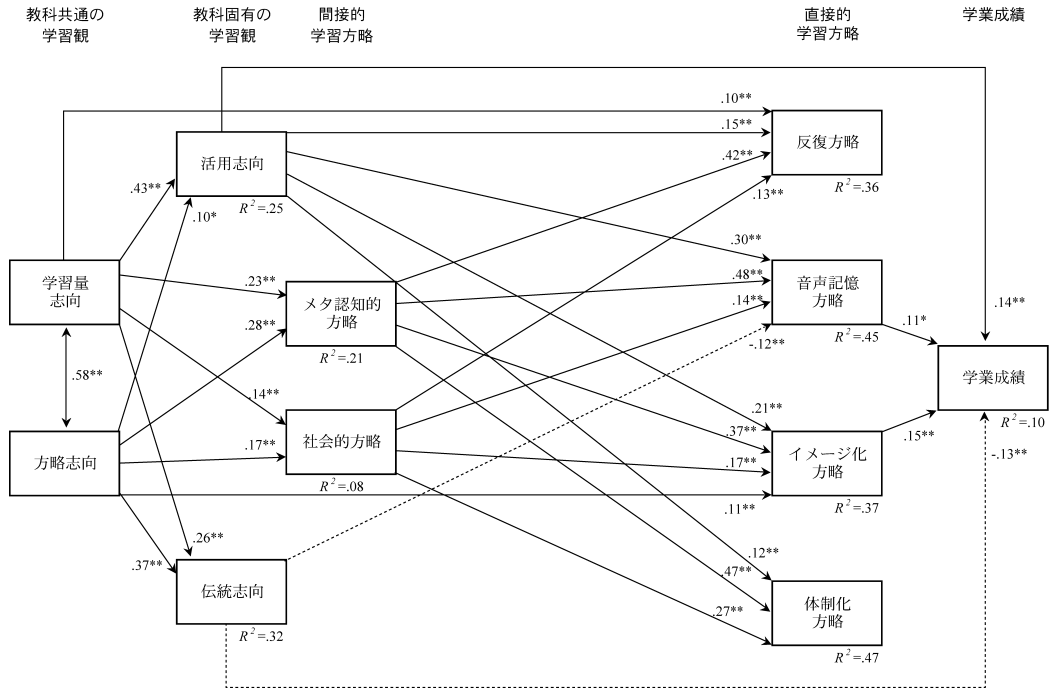 教科共通の
学習観
教科固有の
学習観
間接的
学習方略
直接的
学習方略
学業成績
.10**
.15**
反復方略
.42**
.13**
R²=.36
活用志向
.43**
R²=.25
.10*
.30**
学習量
志向
.23**
メタ認知的
方略
.48**
音声記憶
方略
.14**
.28**
-.12**
R²=.45
.11*
.14**
R²=.21
.58**
学業成績
R²=.10
.14**
.21**
.37**
イメージ化
方略
.15**
-.13**
方略志向
.17**
社会的方略
.17**
R²=.08
.11**
R²=.37
.26**
.37**
伝統志向
R²=.32
.12**
.47**
体制化
方略
.27**
R²=.47